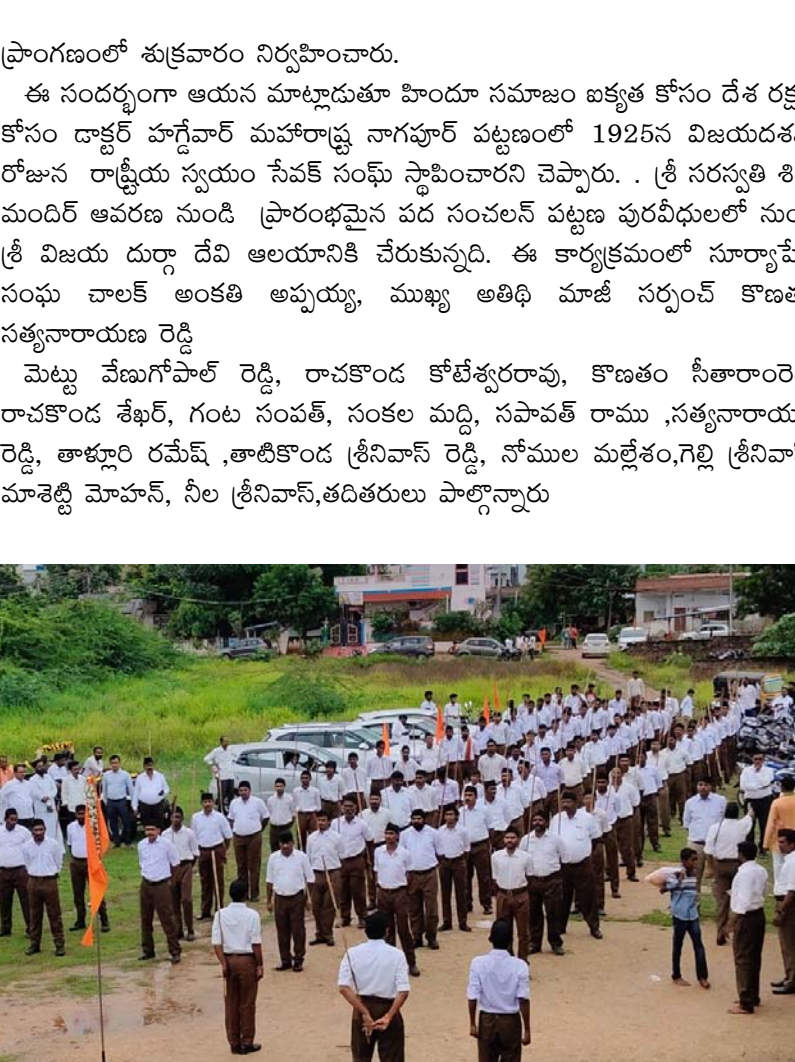 ప్రాంగణంలో శుక్రవారం నిర్వహించారు.
ఈ సందర్భంగా ఆయన మాట్లాడుతూ హిందూ సమాజం ఐక్యత కోసం దేశ రక్ష
కోసం డాక్టర్ హగ్డేవార్ మహారాష్ట్ర నాగపూర్ పట్టణంలో 1925న విజయదశ
రోజున రాష్ట్రీయ స్వయం సేవక్ సంఘ్ స్థాపించారని చెప్పారు. . శ్రీ సరస్వతి శి
మందిర్ ఆవరణ నుండి ప్రారంభమైన పద సంచలన్ పట్టణ పురవీధులలో నుం
శ్రీ విజయ దుర్గా దేవి ఆలయానికి చేరుకున్నది. ఈ కార్యక్రమంలో సూర్యాపే
సంఘ చాలక్ అంకతి అప్పయ్య, ముఖ్య అతిథి మాజీ సర్పంచ్ కొణత
సత్యనారాయణ రెడ్డి
మెట్టు వేణుగోపాల్ రెడ్డి, రాచకొండ కోటేశ్వరరావు, కొణతం సీతారాంరె
రాచకొండ శేఖర్, గంట సంపత్, సంకల మద్ది, సపావత్ రాము ,సత్యనారాయ
రెడ్డి, తాళ్లూరి రమేష్ ,తాటికొండ శ్రీనివాస్ రెడ్డి, నోముల మల్లేశం,గెల్లి శ్రీనివా
మాశెట్టి మోహన్, నీల శ్రీనివాస్,తదితరులు పాల్గొన్నారు